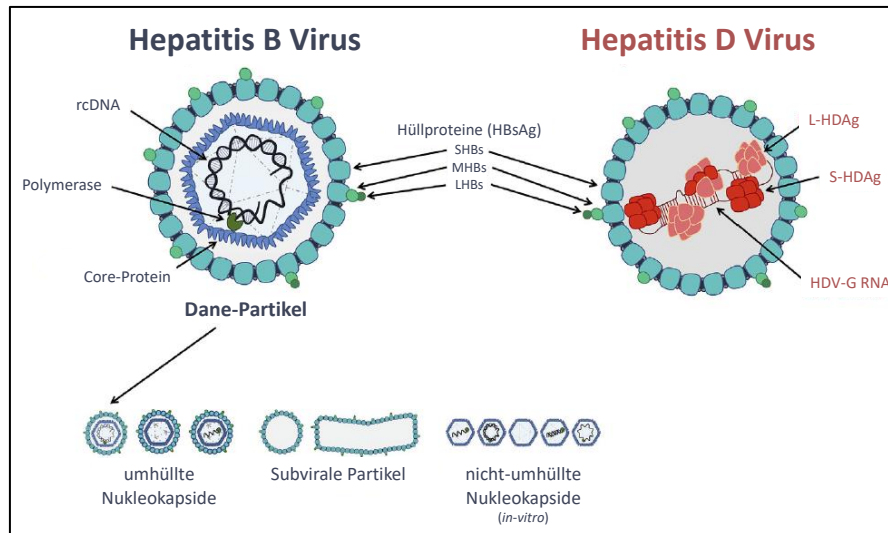 Hepatitis B Virus
Hepatitis D Virus
rcDNA
Polymerase
Core-Protein
Dane-Partikel
Hüllproteine (HBsAg)
SHBs
MHBs
LHBs
L-HDAg
S-HDAg
HDV-G RNA
umhüllte
Nukleokapside
Subvirale Partikel
nicht-umhüllte
Nukleokapside
(in-vitro)